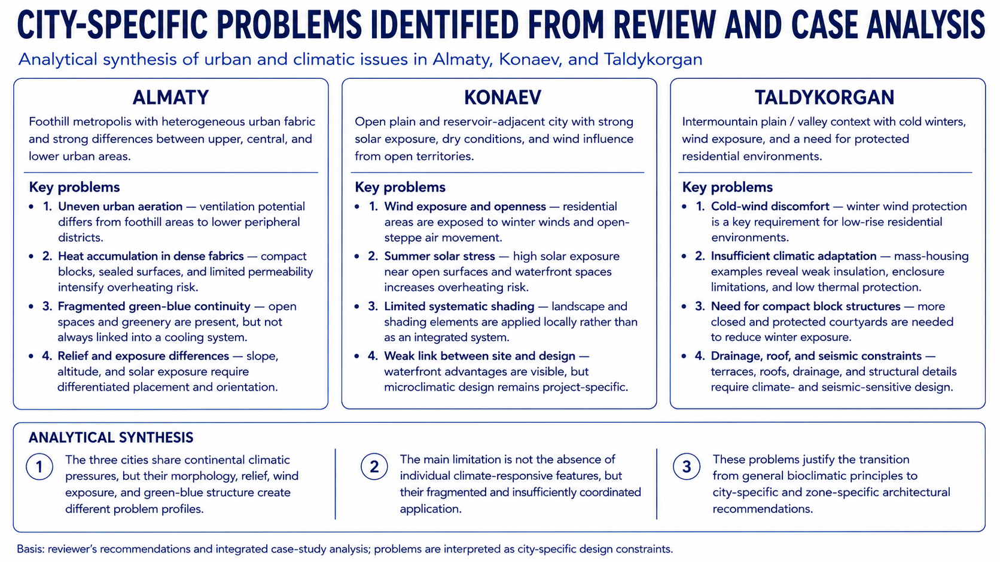 CITY-SPECIFIC PROBLEMS IDENTIFIED FROM REVIEW AND CASE ANALYSIS
Analytical synthesis of urban and climatic issues in Almaty, Konaev, and Taldykorgan
ALMATY
Foothill metropolis with heterogeneous urban fabric
and strong differences between upper, central, and
lower urban areas.
Key problems
• 1. Uneven urban aeration — ventilation potential
differs from foothill areas to lower peripheral
districts.
• 2. Heat accumulation in dense fabrics — compact
blocks, sealed surfaces, and limited permeability
intensify overheating risk.
• 3. Fragmented green-blue continuity — open
spaces and greenery are present, but not
always linked into a cooling system.
• 4. Relief and exposure differences — slope,
altitude, and solar exposure require
differentiated placement and orientation.
KONAEV
Open plain and reservoir-adjacent city with strong
solar exposure, dry conditions, and wind influence
from open territories.
Key problems
• 1. Wind exposure and openness — residential
areas are exposed to winter winds and open-
steppe air movement.
• 2. Summer solar stress — high solar exposure
near open surfaces and waterfront spaces
increases overheating risk.
• 3. Limited systematic shading — landscape and
shading elements are applied locally rather than
as an integrated system.
• 4. Weak link between site and design —
waterfront advantages are visible, but
microclimatic design remains project-specific.
TALDYKORGAN
Intermountain plain / valley context with cold winters,
wind exposure, and a need for protected
residential environments.
Key problems
• 1. Cold-wind discomfort — winter wind protection
is a key requirement for low-rise residential
environments.
• 2. Insufficient climatic adaptation — mass-housing
examples reveal weak insulation, enclosure
limitations, and low thermal protection.
• 3. Need for compact block structures — more
closed and protected courtyards are needed
to reduce winter exposure.
• 4. Drainage, roof, and seismic constraints —
terraces, roofs, drainage, and structural details
require climate- and seismic-sensitive design.
ANALYTICAL SYNTHESIS
1
The three cities share continental climatic
pressures, but their morphology, relief, wind
exposure, and green-blue structure create
different problem profiles.
2
The main limitation is not the absence of
individual climate-responsive features, but
their fragmented and insufficiently coordinated
application.
3
These problems justify the transition
from general bioclimatic principles to
city-specific and zone-specific architectural
recommendations.
Basis: reviewer's recommendations and integrated case-study analysis; problems are interpreted as city-specific design constraints.